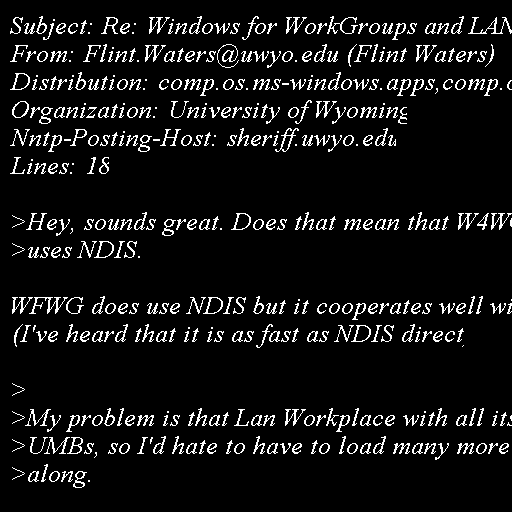 Subject: Re: Windows for WorkGroups and LAN
From: Flint.Waters@uwyo.edu (Flint Waters)
Distribution: comp.os.ms-windows.apps,comp.o
Organization: University of Wyoming
Nntp-Posting-Host: sheriff.uwyo.edu
Lines: 18

>Hey, sounds great. Does that mean that W4W
>uses NDIS.

WFWG does use NDIS but it cooperates well wi
(I've heard that it is as fast as NDIS direct

>
>My problem is that Lan Workplace with all its
>UMBs, so I'd hate to have to load many more
>along.